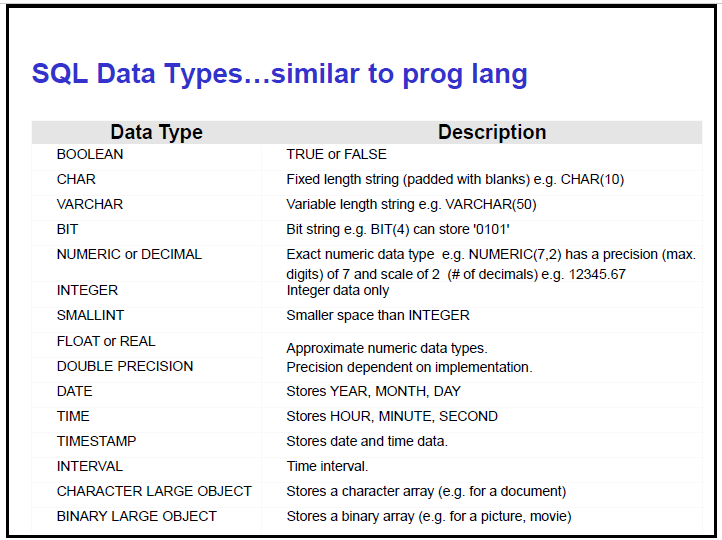 SQL Data Types…similar to prog lang
Data Type Description
BOOLEAN TRUE or FALSE
CHAR Fixed length string (padded with blanks) e.g. CHAR(10)
VARCHAR Variable length string e.g. VARCHAR(50)
BIT Bit string e.g. BIT(4) can store '0101'
NUMERIC or DECIMAL Exact numeric data type e.g. NUMERIC(7,2) has a precision (max.
digits) of 7 and scale of 2 (# of decimals) e.g. 12345.67
INTEGER Integer data only
SMALLINT Smaller space than INTEGER
FLOAT or REAL Approximate numeric data types.
DOUBLE PRECISION Precision dependent on implementation.
DATE Stores YEAR, MONTH, DAY
TIME Stores HOUR, MINUTE, SECOND
TIMESTAMP Stores date and time data.
INTERVAL Time interval.
CHARACTER LARGE OBJECT Stores a character array (e.g. for a document)
BINARY LARGE OBJECT Stores a binary array (e.g. for a picture, movie)